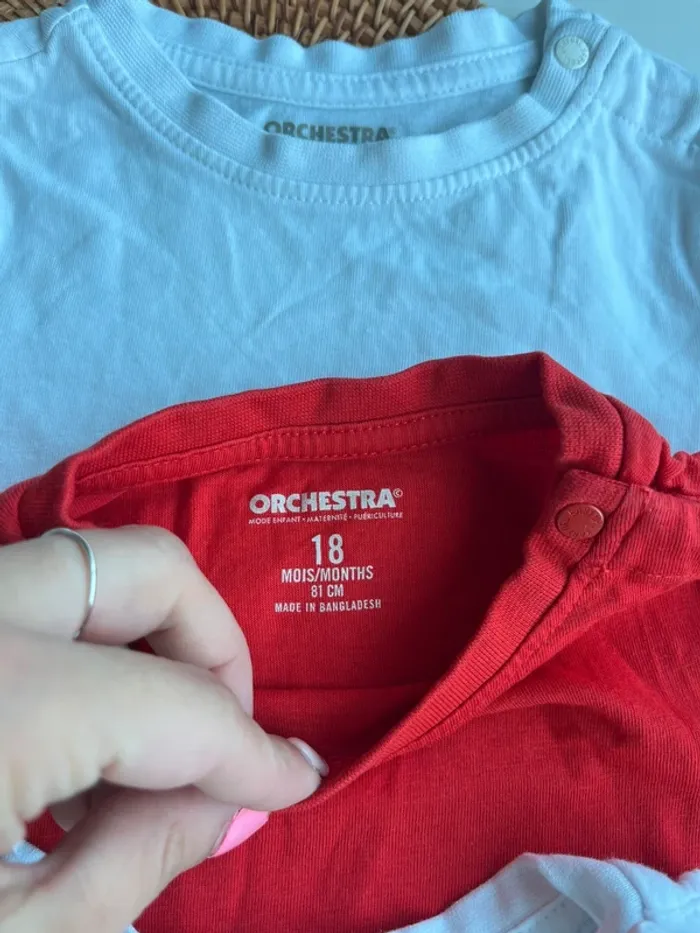 ORCHESTRA®
ORCHESTRA©
MODE ENFANT • MATERNITÉ • PUÉRICULTURE
18
MOIS/MONTHS
81 CM
MADE IN BANGLADESH